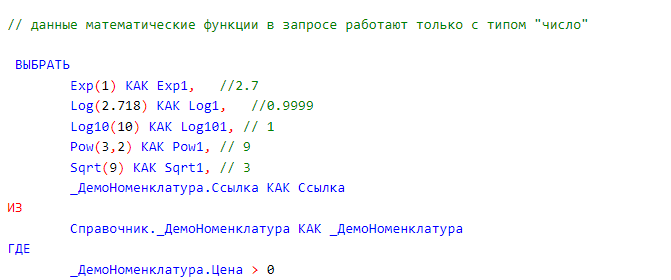 // данные математические функции в запросе работают только с типом "число"
ВЫБРАТЬ
Exp(1) КАК Exp1,   //2.7
Log(2.718) КАК Log1,   //0.9999
Log10(10) КАК Log101, // 1
Pow(3,2) КАК Pow1, // 9
Sqrt(9) КАК Sqrt1, // 3
_ДемоНоменклатура.Ссылка КАК Ссылка
ИЗ
Справочник._ДемоНоменклатура КАК _ДемоНоменклатура
ГДЕ
_ДемоНоменклатура.Цена > 0